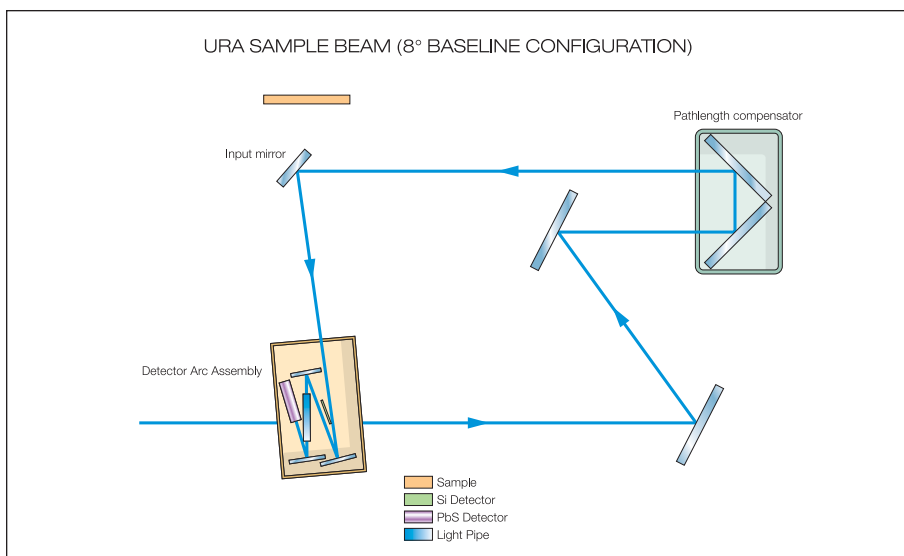 URA SAMPLE BEAM (8° BASELINE CONFIGURATION)
Pathlength compensator
Input mirror
Detector Arc Assembly
Sample
Si Detector
PbS Detector
Light Pipe